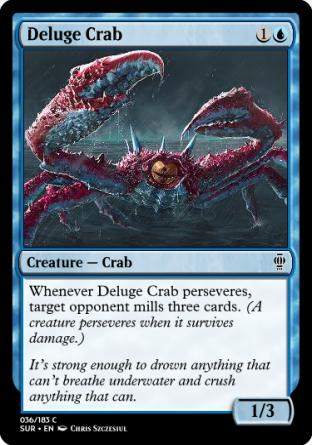 Deluge Crab 1
Creature — Crab
Whenever Deluge Crab perseveres,
target opponent mills three cards. (A
creature perseveres when it survives
damage.)
It's strong enough to drown anything that
can't breathe underwater and crush
anything that can.
1/3
036/183 C
SUR • EN Chris Szczesiul